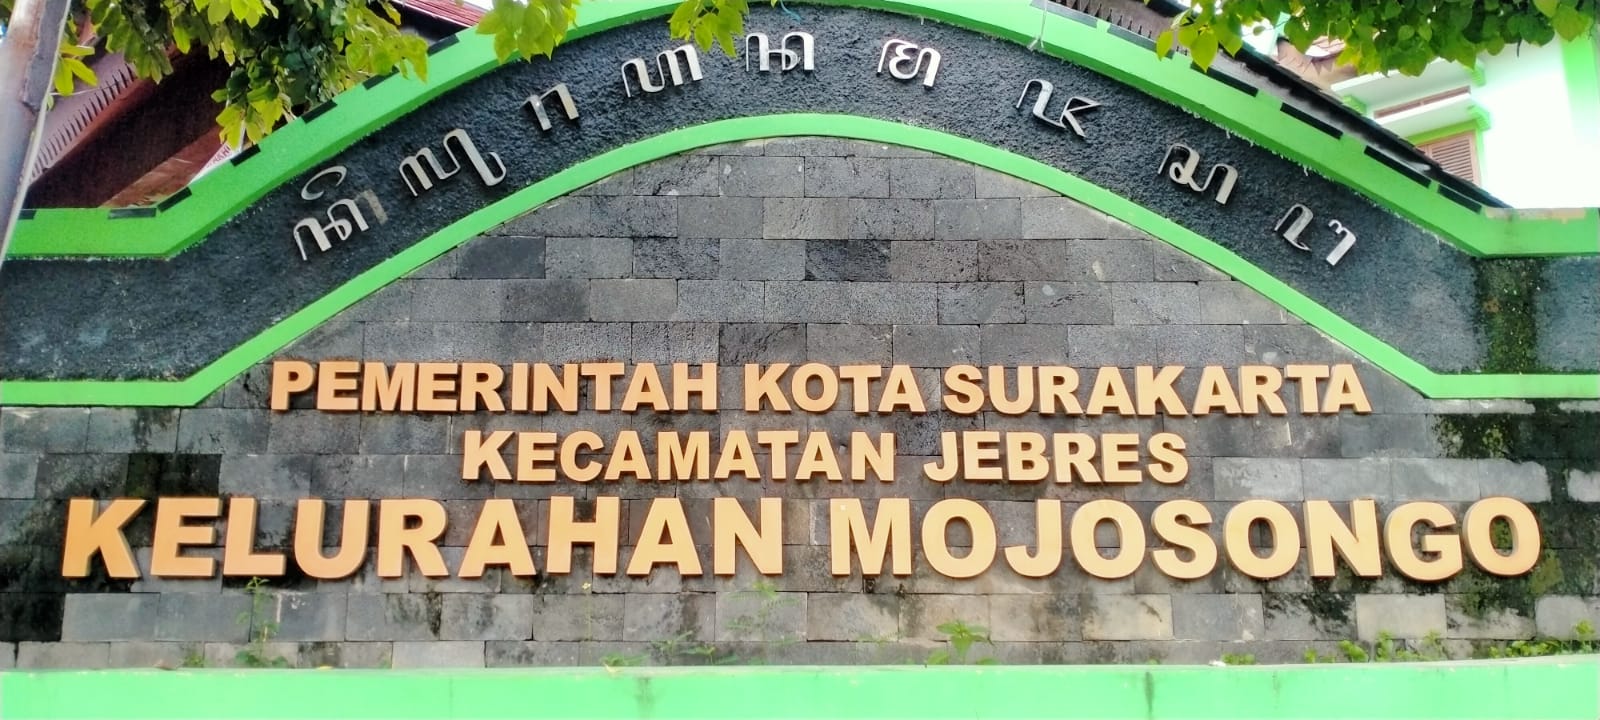 PEMERINTAH KOTA SURAKARTA
KECAMATAN JEBRES
KELURAHAN MOJOSONGO